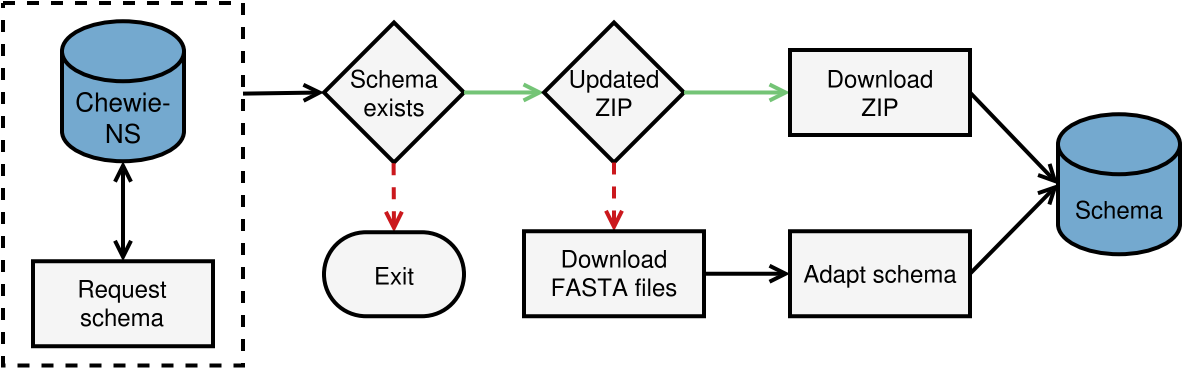 Chewie-
NS
Request
schema
Schema
exists
Exit
Updated
ZIP
Download
FASTA files
Download
ZIP
Adapt schema
Schema